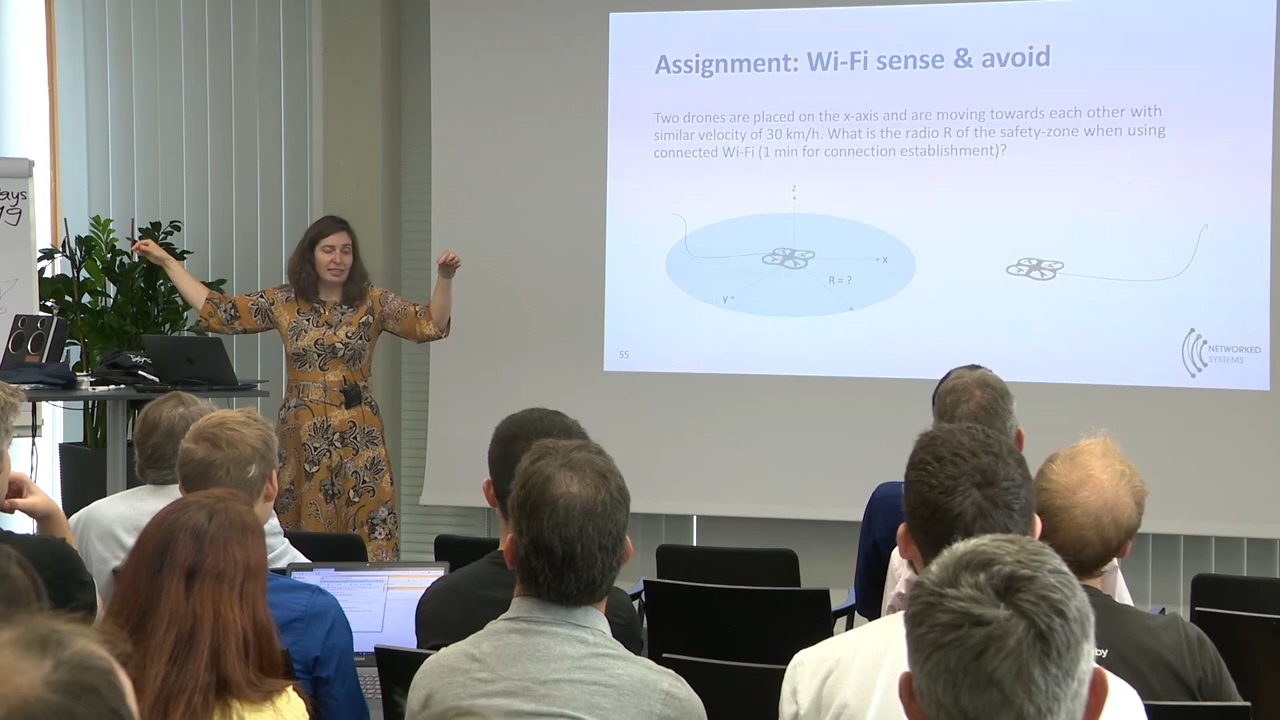 Assignment: Wi-Fi sense & avoid
Two drones are placed on the x-axis and are moving towards each other with
similar velocity of 30 km/h. What is the radio R of the safety-zone when using
connected Wi-Fi (1 min for connection establishment)?
z
x
R = ?
y
55
NETWORKED
SYSTEMS
ays
by